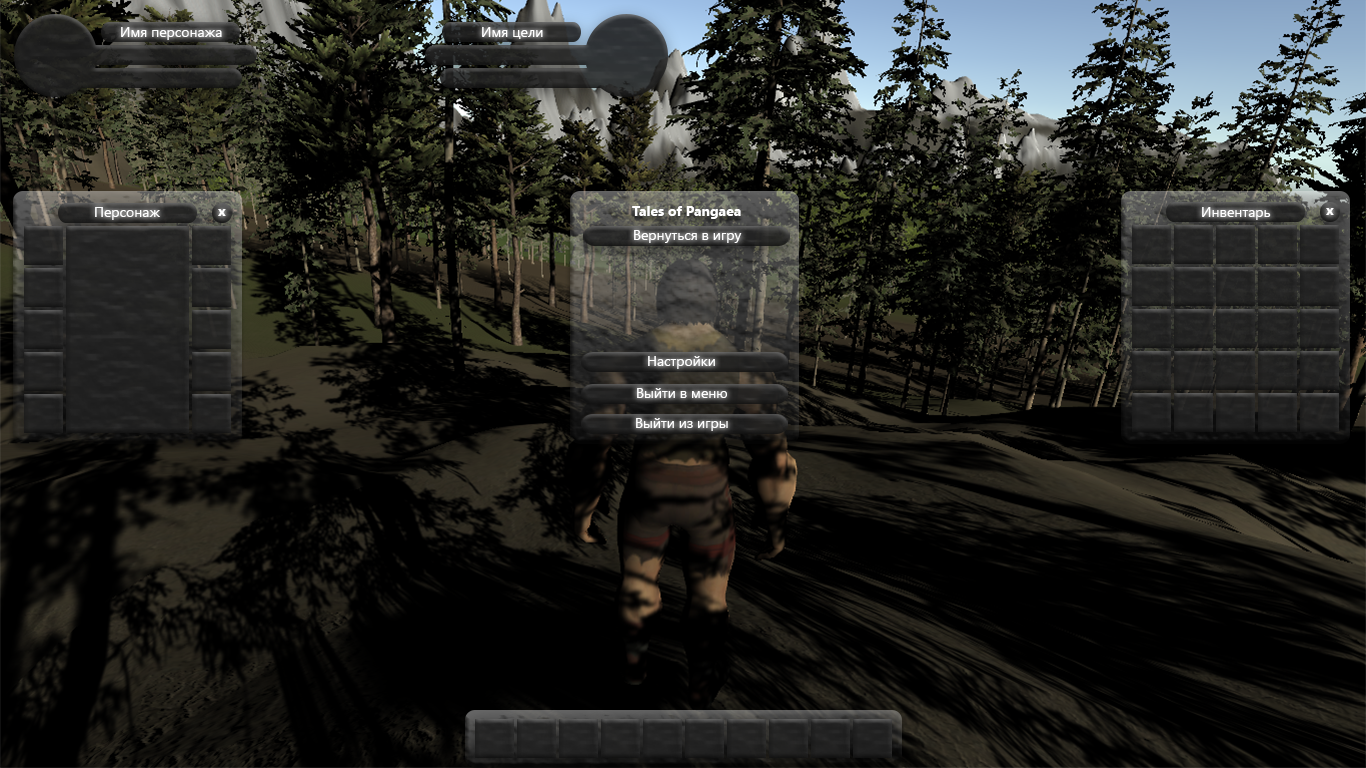 Имя персонажа
Имя цели
Персонаж
x
Tales of Pangaea
Вернуться в игру
Настройки
Выйти в меню
Выйти из игры
Инвентарь
x